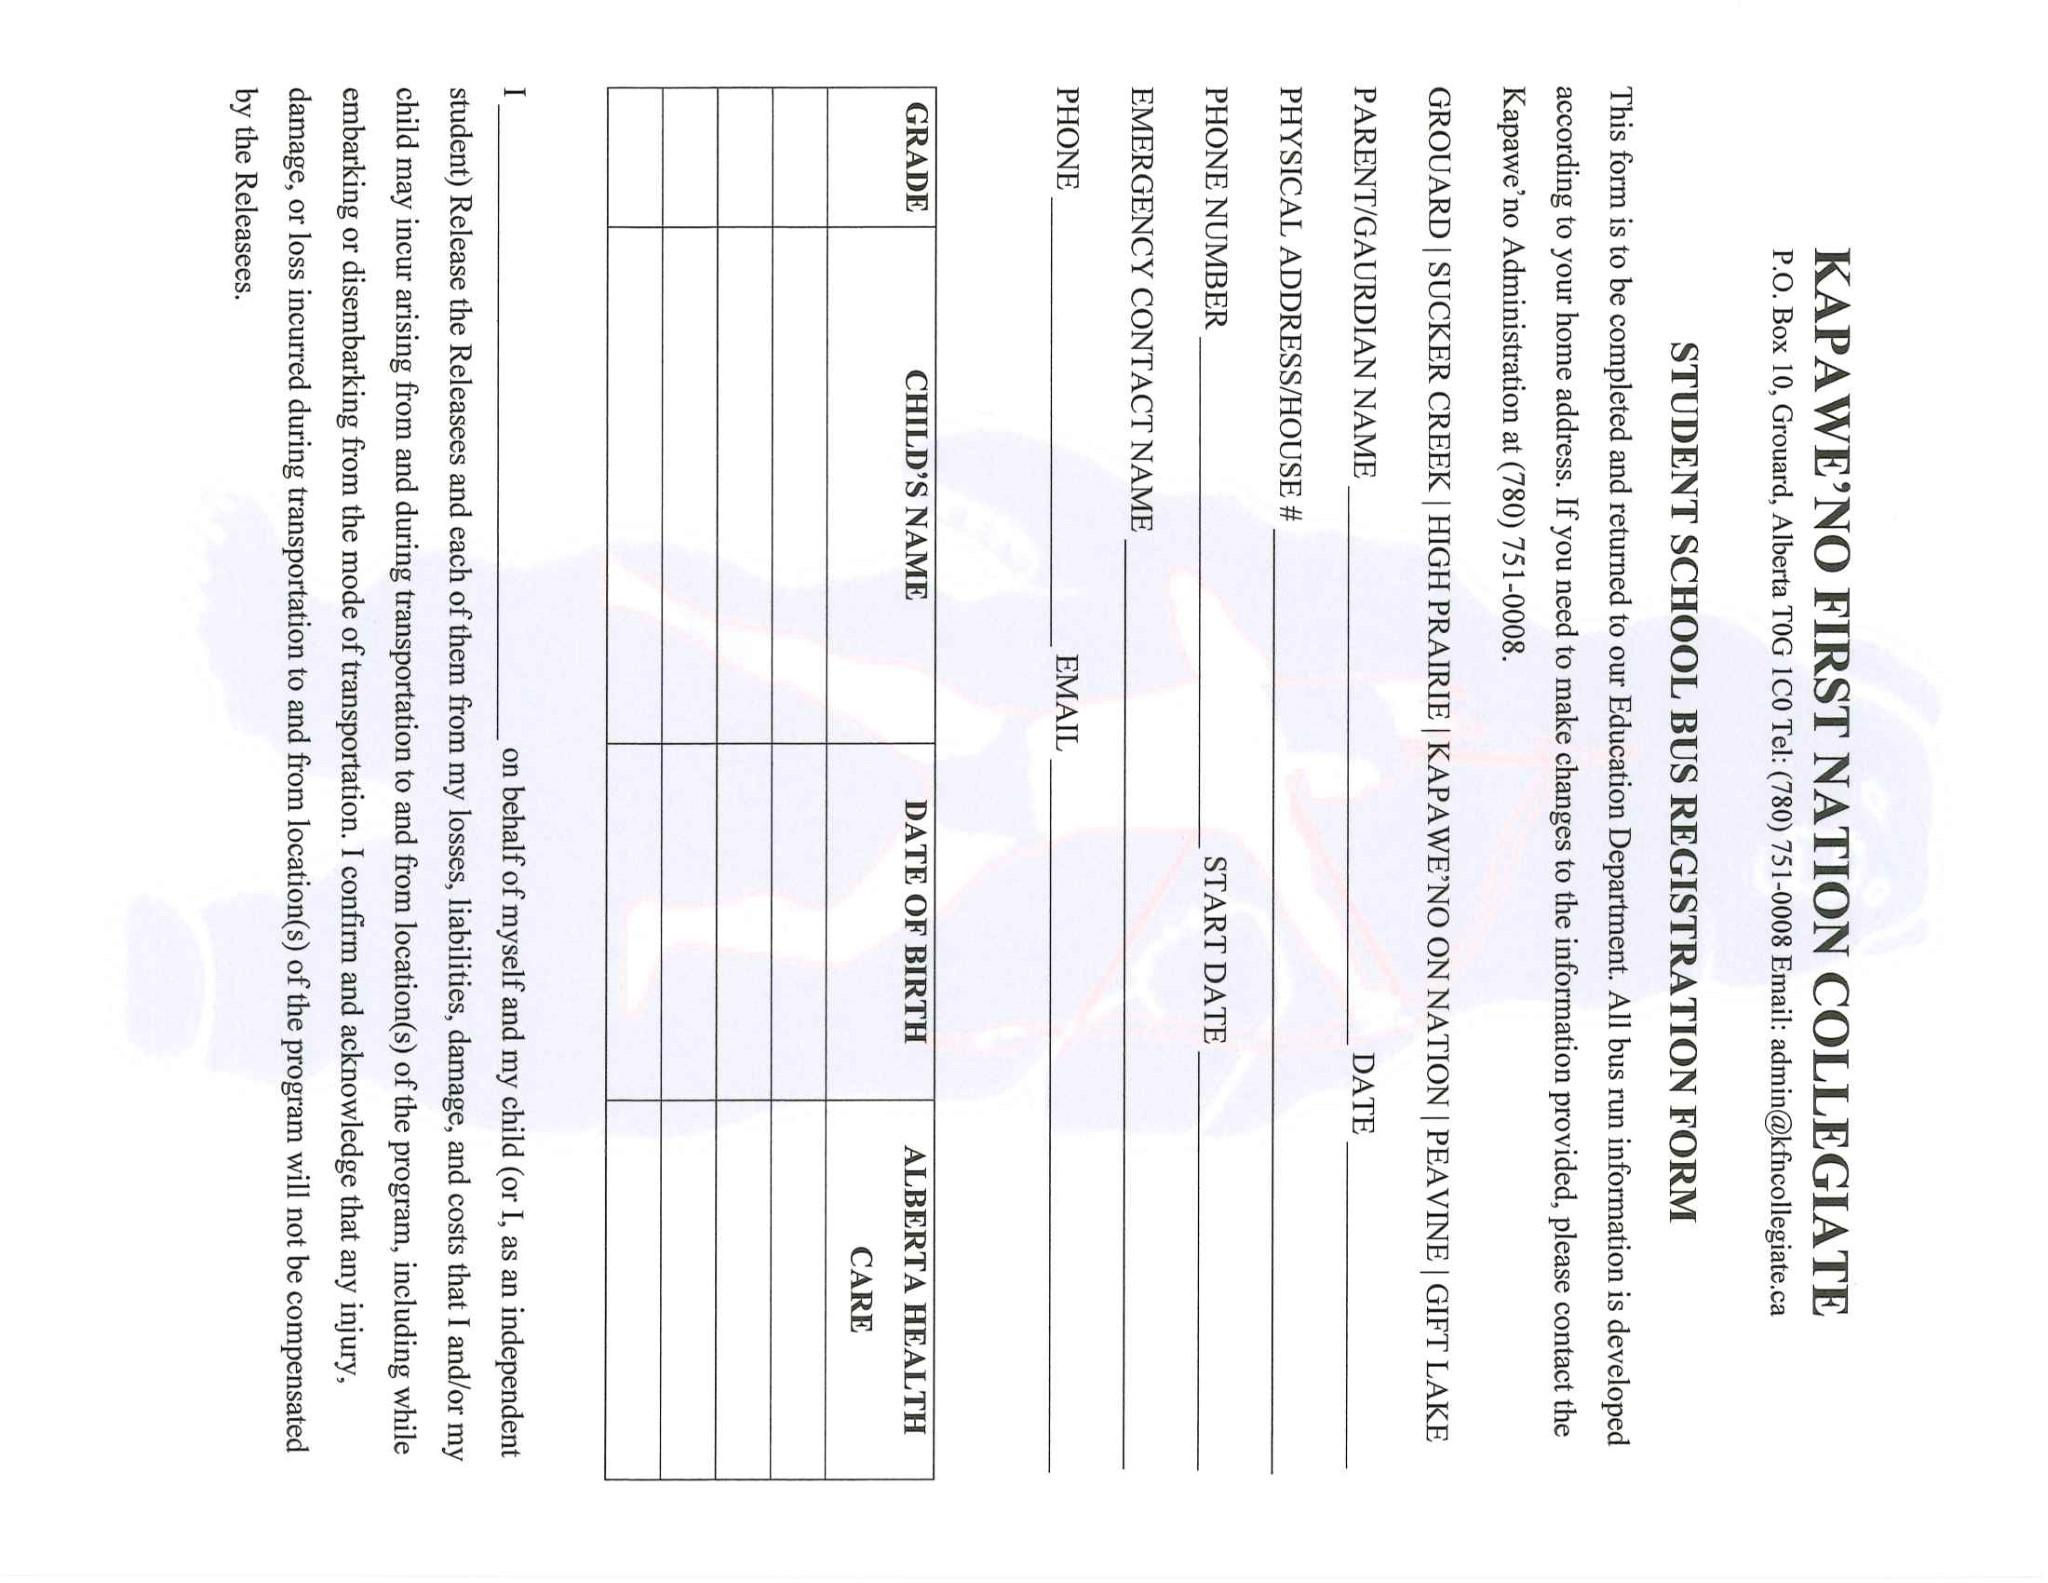 KAPAWE'NO FIRST NATION COLLEGIATE
P.O. Box 10, Grouard, Alberta T0G 1C0 Tel: (780) 751-0008 Email: admin@kfncollegiate.ca
STUDENT SCHOOL BUS REGISTRATION FORM
This form is to be completed and returned to our Education Department. All bus run information is developed
according to your home address. If you need to make changes to the information provided, please contact the
Kapawe'no Administration at (780) 751-0008.
GROUARD | SUCKER CREEK | HIGH PRAIRIE | KAPAWE'NO ON NATION | PEAVINE | GIFT LAKE
PARENT/GAURDIAN NAME DATE
PHYSICAL ADDRESS/HOUSE #
PHONE NUMBER START DATE
EMERGENCY CONTACT NAME
PHONE EMAIL
GRADE CHILD'S NAME DATE OF BIRTH ALBERTA HEALTH
CARE
I on behalf of myself and my child (or I, as an independent
student) Release the Releasees and each of them from my losses, liabilities, damage, and costs that I and/or my
child may incur arising from and during transportation to and from location(s) of the program, including while
embarking or disembarking from the mode of transportation. I confirm and acknowledge that any injury,
damage, or loss incurred during transportation to and from location(s) of the program will not be compensated
by the Releasees.